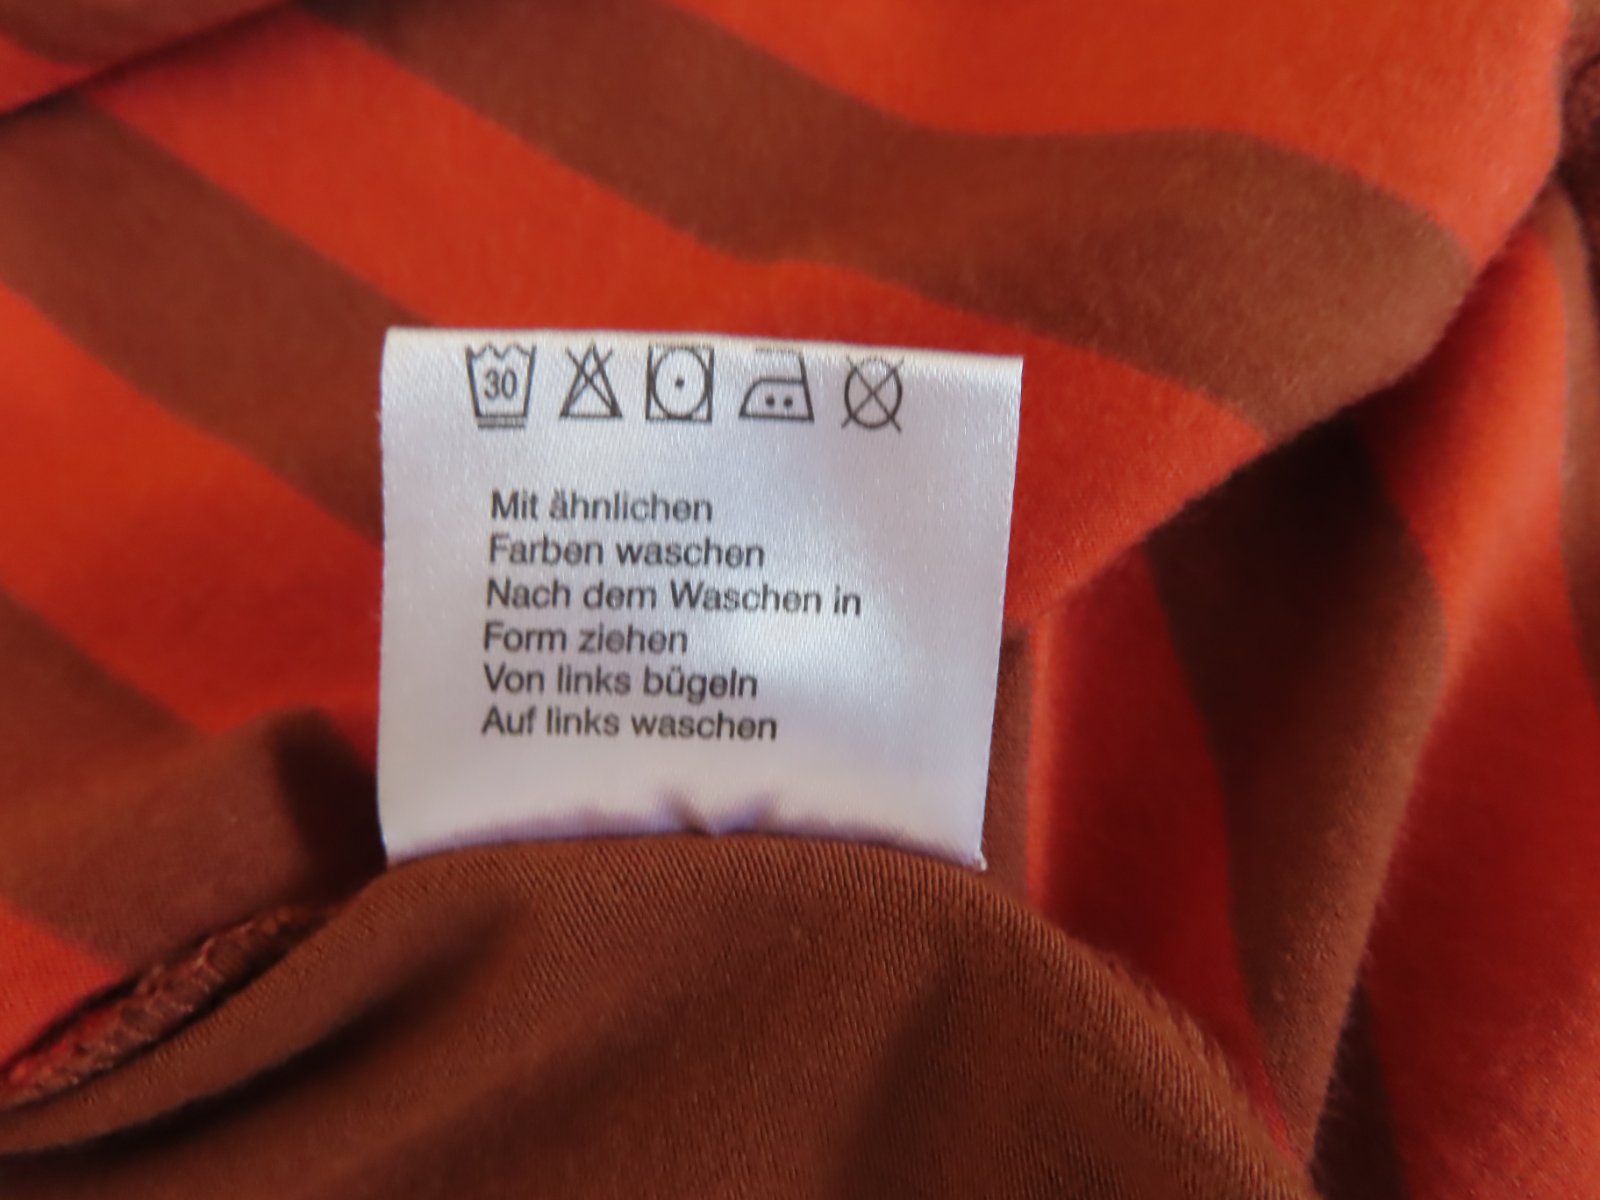 30
Mit ähnlichen
Farben waschen
Nach dem Waschen in
Form ziehen
Von links bügeln
Auf links waschen